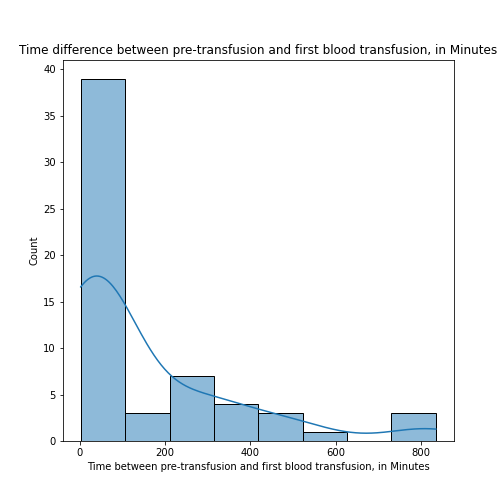 Time difference between pre-transfusion and first blood transfusion, in Minutes
40
35
30
25
20
15
10
5
0
Count
0 200 400 600 800
Time between pre-transfusion and first blood transfusion, in Minutes